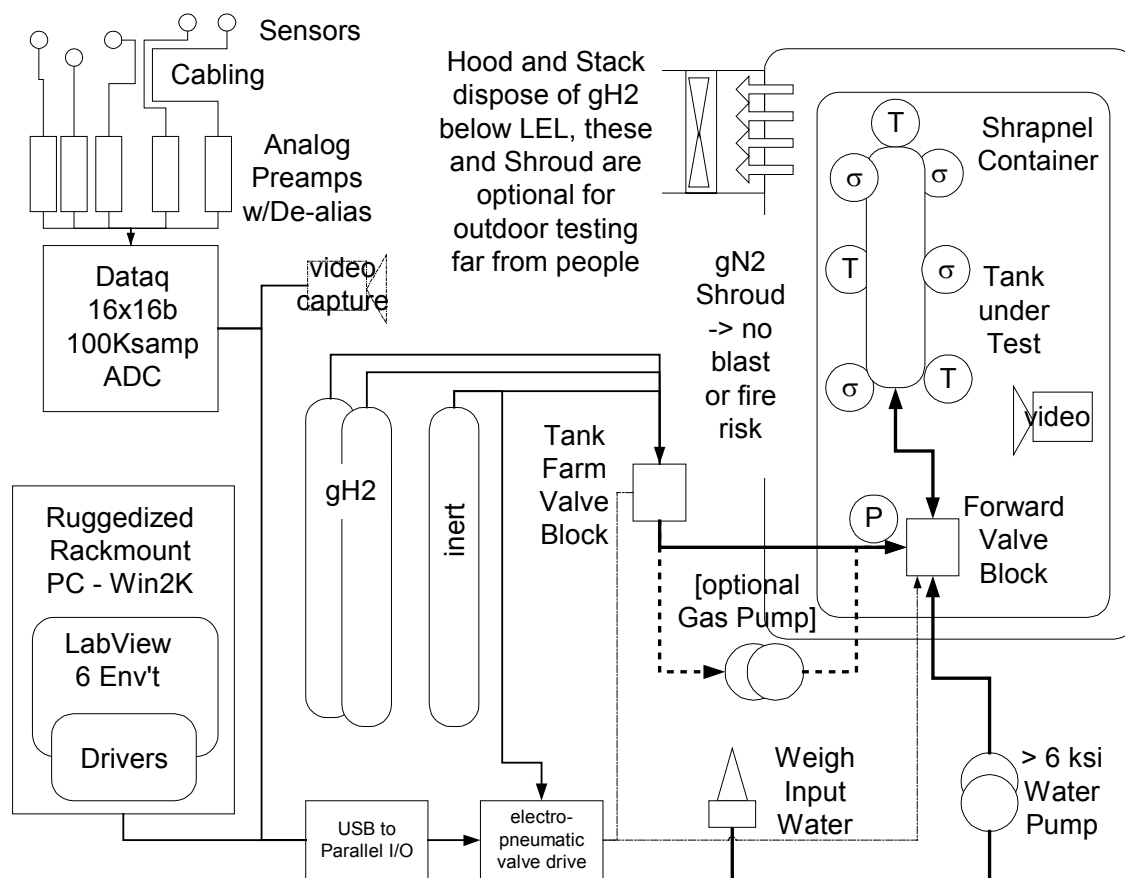 Sensors
Cabling
Analog
Preamps
w/De-alias
Dataq
16x16b
100Ksamp
ADC
video
capture
Hood and Stack
dispose of gH2
below LEL, these
and Shroud are
optional for
outdoor testing
far from people
gN2
Shroud
-> no
blast
or fire
risk
Shrapnel
Container
T
σ
σ
T
σ
σ
T
Tank
under
Test
video
P
Forward
Valve
Block
Tank
Farm
Valve
Block
gH2
inert
[optional
Gas Pump]
Ruggedized
Rackmount
PC - Win2K
LabView
6 Env't
Drivers
USB to
Parallel I/O
electro-
pneumatic
valve drive
Weigh
Input
Water
> 6 ksi
Water
Pump